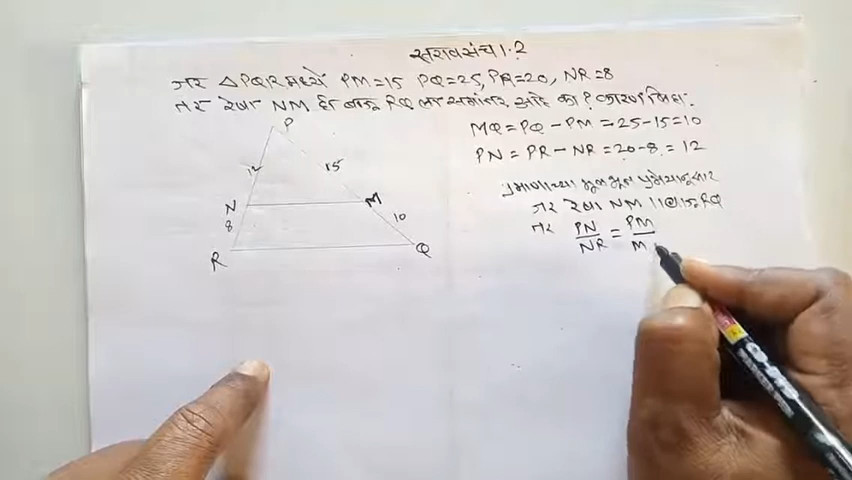 सरावसंच 1.2
जर △PQR मध्ये PM=15 PQ=25, PR=20, NR=8
तर रेषा NM ही बाजू RQ ला समांतर आहे का ? कारण लिहा.
MQ = PQ - PM = 25-15=10
PN = PR - NR = 20-8 = 12
प्रमाणाच्या मूलभूत प्रमेयानुसार
जर रेषा NM || बाजू RQ
तर PN/NR = PM/M
P
12
15
N
M
8
10
R
Q